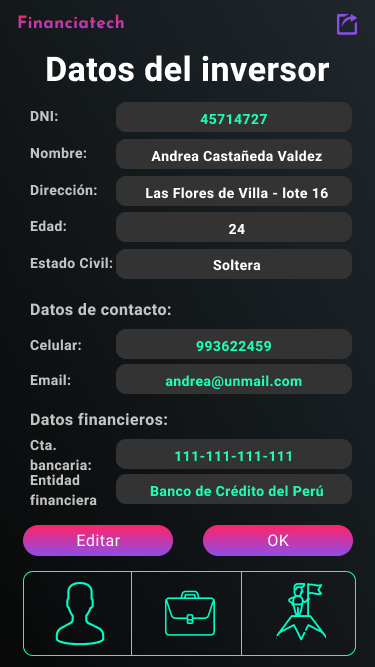 Financiatech
Datos del inversor
DNI: 45714727
Nombre: Andrea Castañeda Valdez
Dirección: Las Flores de Villa - lote 16
Edad: 24
Estado Civil: Soltera
Datos de contacto:
Celular: 993622459
Email: andrea@unmail.com
Datos financieros:
Cta.
bancaria: 111-111-111-111
Entidad
financiera Banco de Crédito del Perú
Editar OK